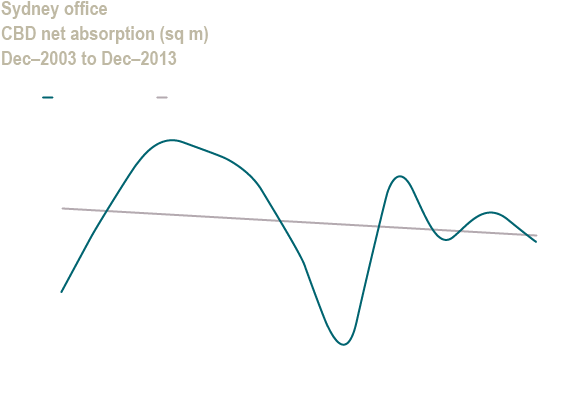 Sydney office
CBD net absorption (sq m)
Dec–2003 to Dec–2013